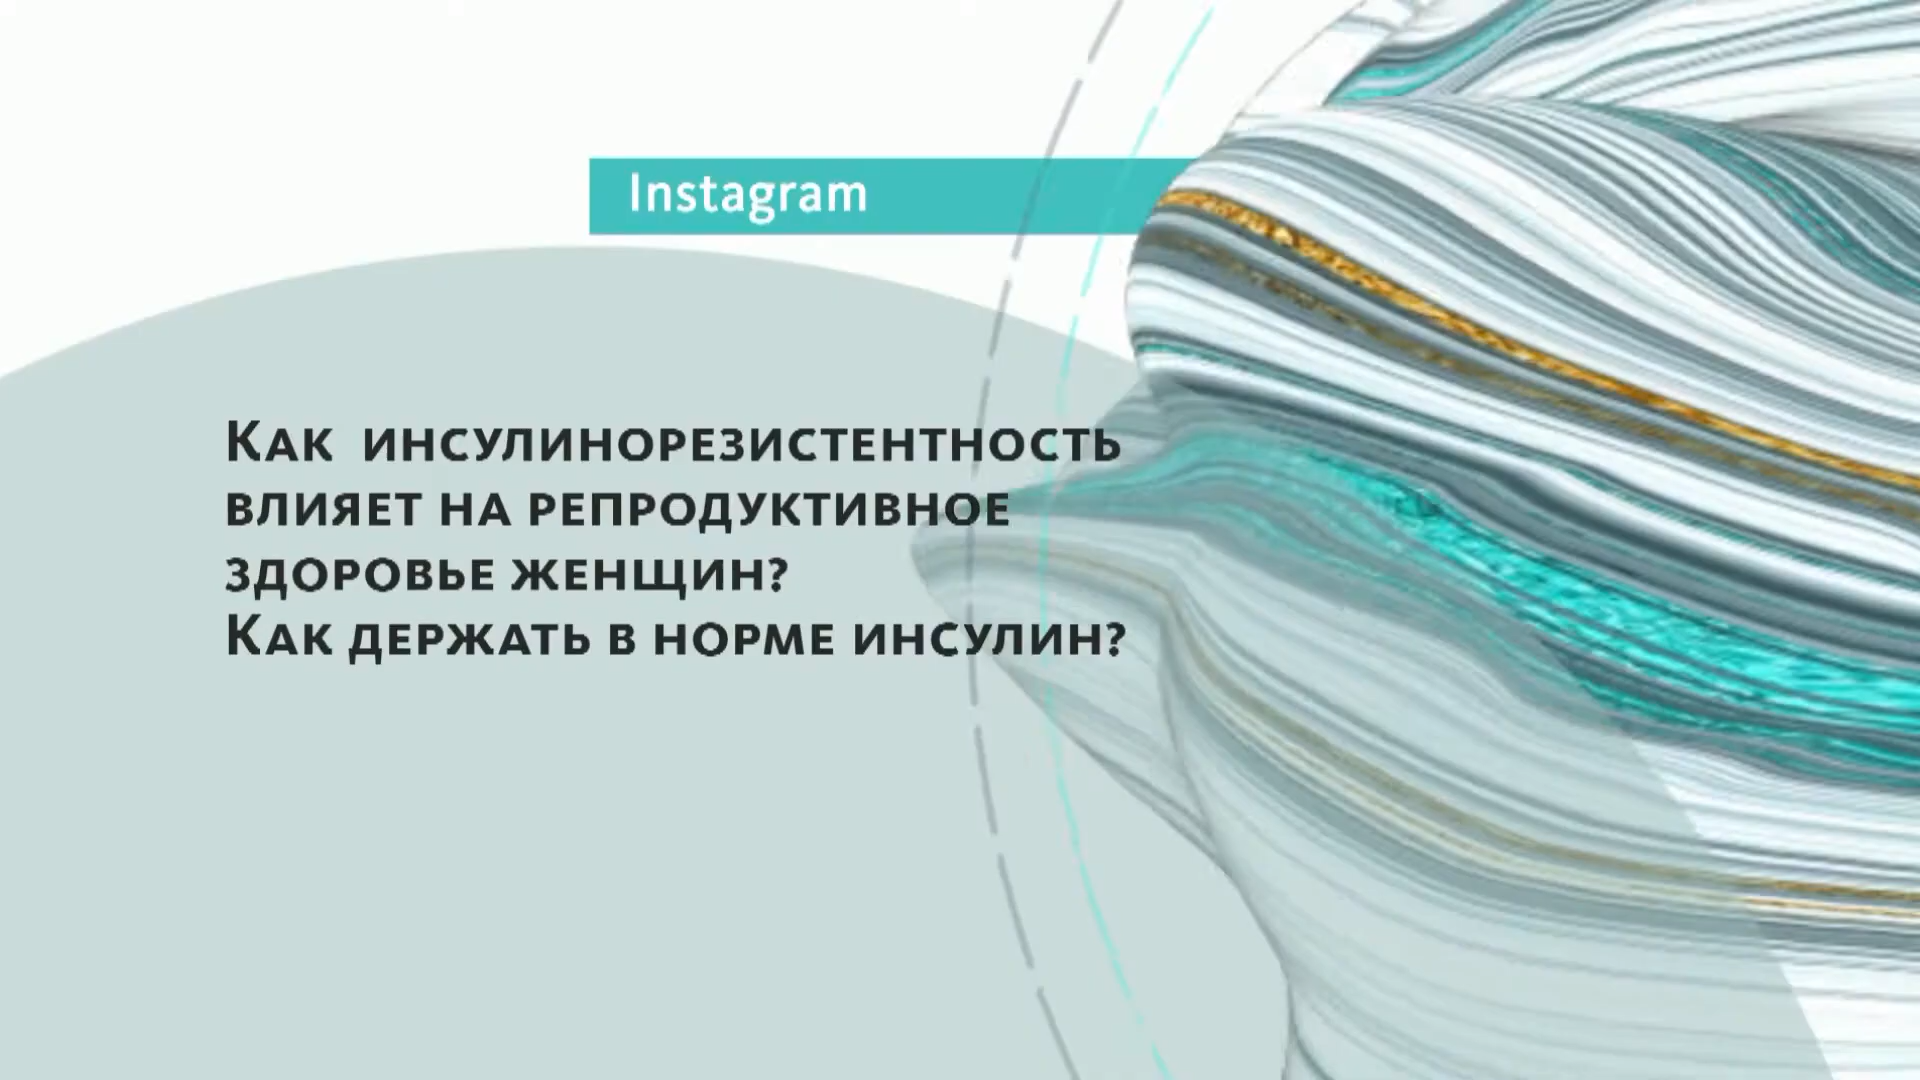 Instagram
Как инсулинорезистентность
влияет на репродуктивное
здоровье женщин?
Как держать в норме инсулин?